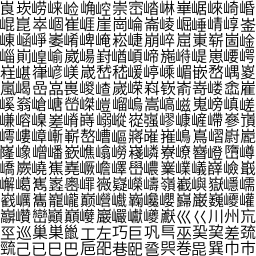 崀崁崂崃崄崅崆崇崈崉崊崋崌崍崎崏
崐崑崒崓崔崕崖崗崘崙崚崛崜崝崞崟
崠崡崢崣崤崥崦崧崨崩崪崫崬崭崮崯
崰崱崲崳崴崵崶崷崸崹崺崻崼崽崾崿
嵀嵁嵂嵃嵄嵅嵆嵇嵈嵉嵊嵋嵌嵍嵎嵏
嵐嵑嵒嵓嵔嵕嵖嵗嵘嵙嵚嵛嵜嵝嵞嵟
嵠嵡嵢嵣嵤嵥嵦嵧嵨嵩嵪嵫嵬嵭嵮嵯
嵰嵱嵲嵳嵴嵵嵶嵷嵸嵹嵺嵻嵼嵽嵾嵿
嶀嶁嶂嶃嶄嶅嶆嶇嶈嶉嶊嶋嶌嶍嶎嶏
嶐嶑嶒嶓嶔嶕嶖嶗嶘嶙嶚嶛嶜嶝嶞嶟
嶠嶡嶢嶣嶤嶥嶦嶧嶨嶩嶪嶫嶬嶭嶮嶯
嶰嶱嶲嶳嶴嶵嶶嶷嶸嶹嶺嶻嶼嶽嶾嶿
巀巁巂巃巄巅巆巇巈巉巊巋巌巍巎巏
巐巑巒巓巔巕巖巗巘巙巚巛巜川州巟
巠巡巢巣巤工左巧巨巩巪巫巬巭差巯
巰己已巳巴巵巶巷巸巹巺巻巼巽巾巿